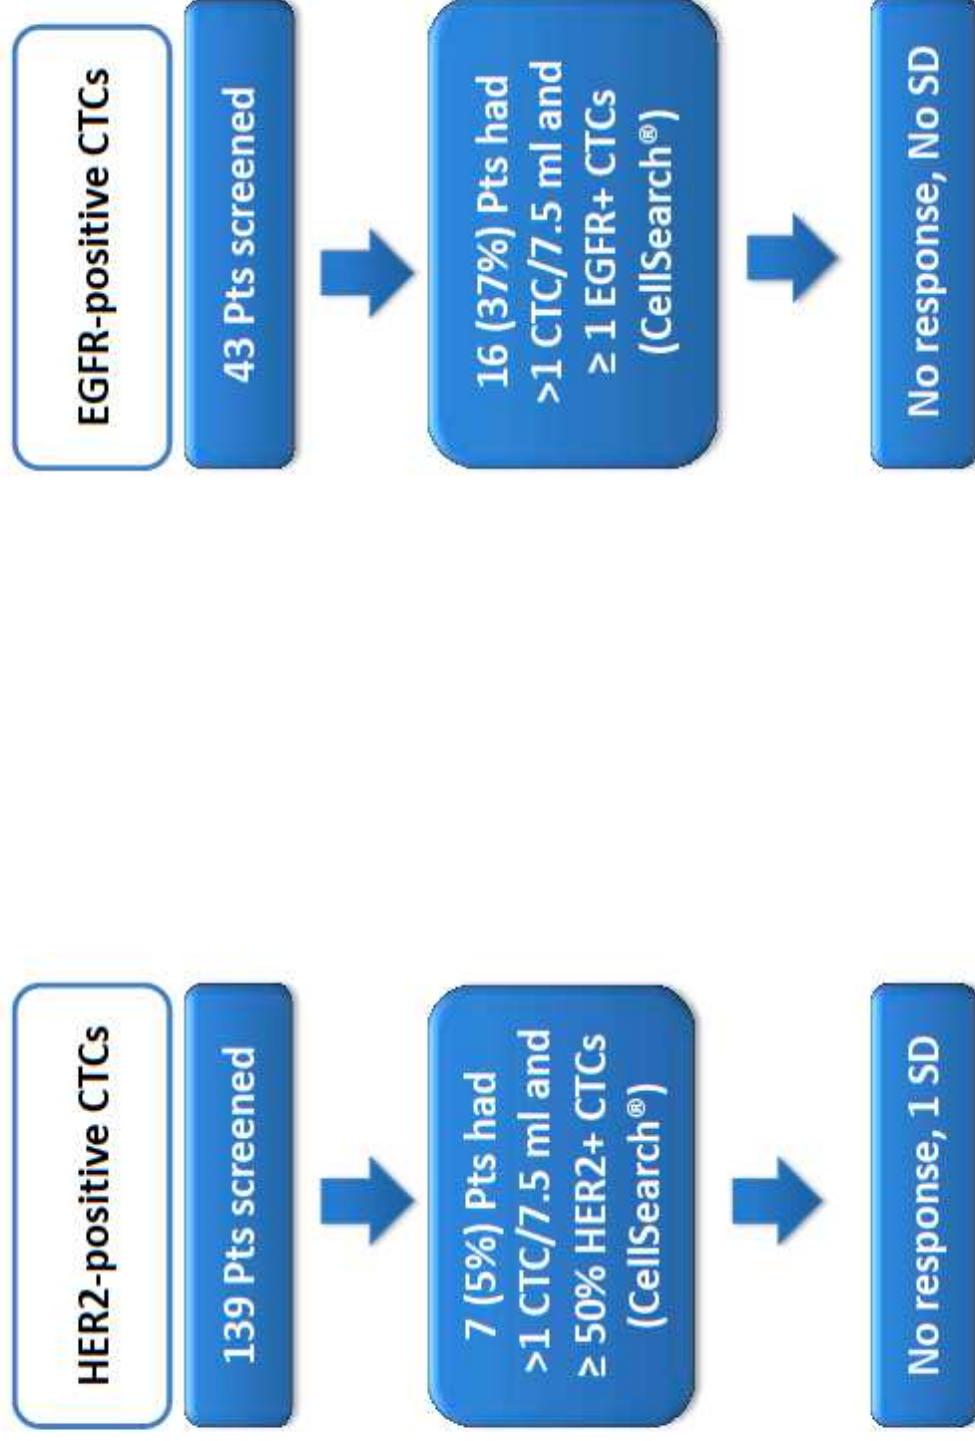 HER2-positive CTCs
139 Pts screened
7 (5%) Pts had
>1 CTC/7.5 ml and
≥ 50% HER2+ CTCs
(CellSearch®)
No response, 1 SD
EGFR-positive CTCs
43 Pts screened
16 (37%) Pts had
>1 CTC/7.5 ml and
≥ 1 EGFR+ CTCs
(CellSearch®)
No response, No SD